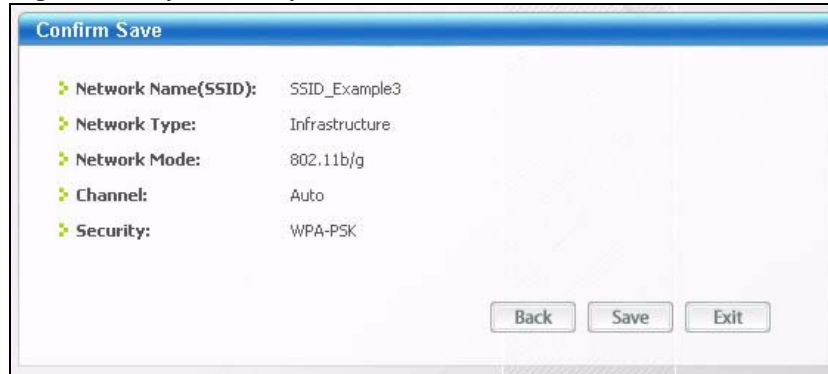 Confirm Save
Network Name(SSID): SSID_Example3
Network Type: Infrastructure
Network Mode: 802.11b/g
Channel: Auto
Security: WPA-PSK
Back Save Exit